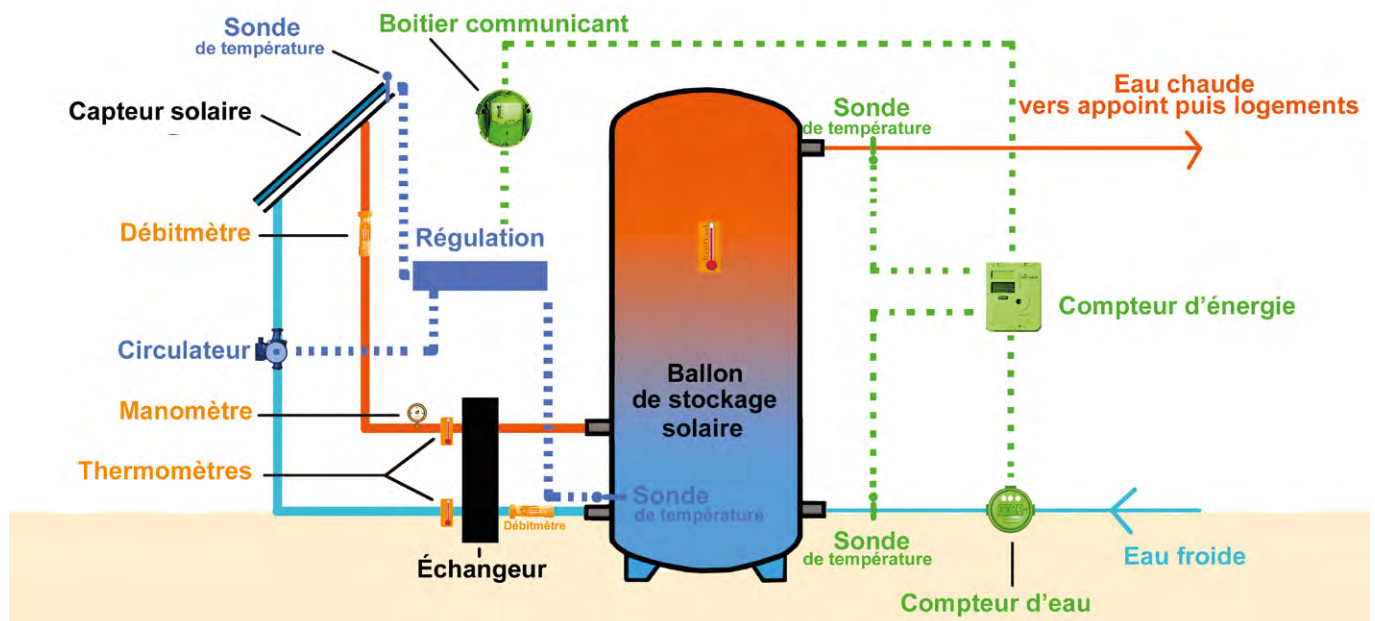 Sonde
de température
Boitier communicant
Capteur solaire
Eau chaude
vers appoint puis logements
Sonde
de température
Débitmètre
Régulation
Compteur d’énergie
Circulateur
Ballon
de stockage
solaire
Manomètre
Thermomètres
Sonde
de température
Débitmètre
Sonde
de température
Eau froide
Échangeur
Compteur d’eau